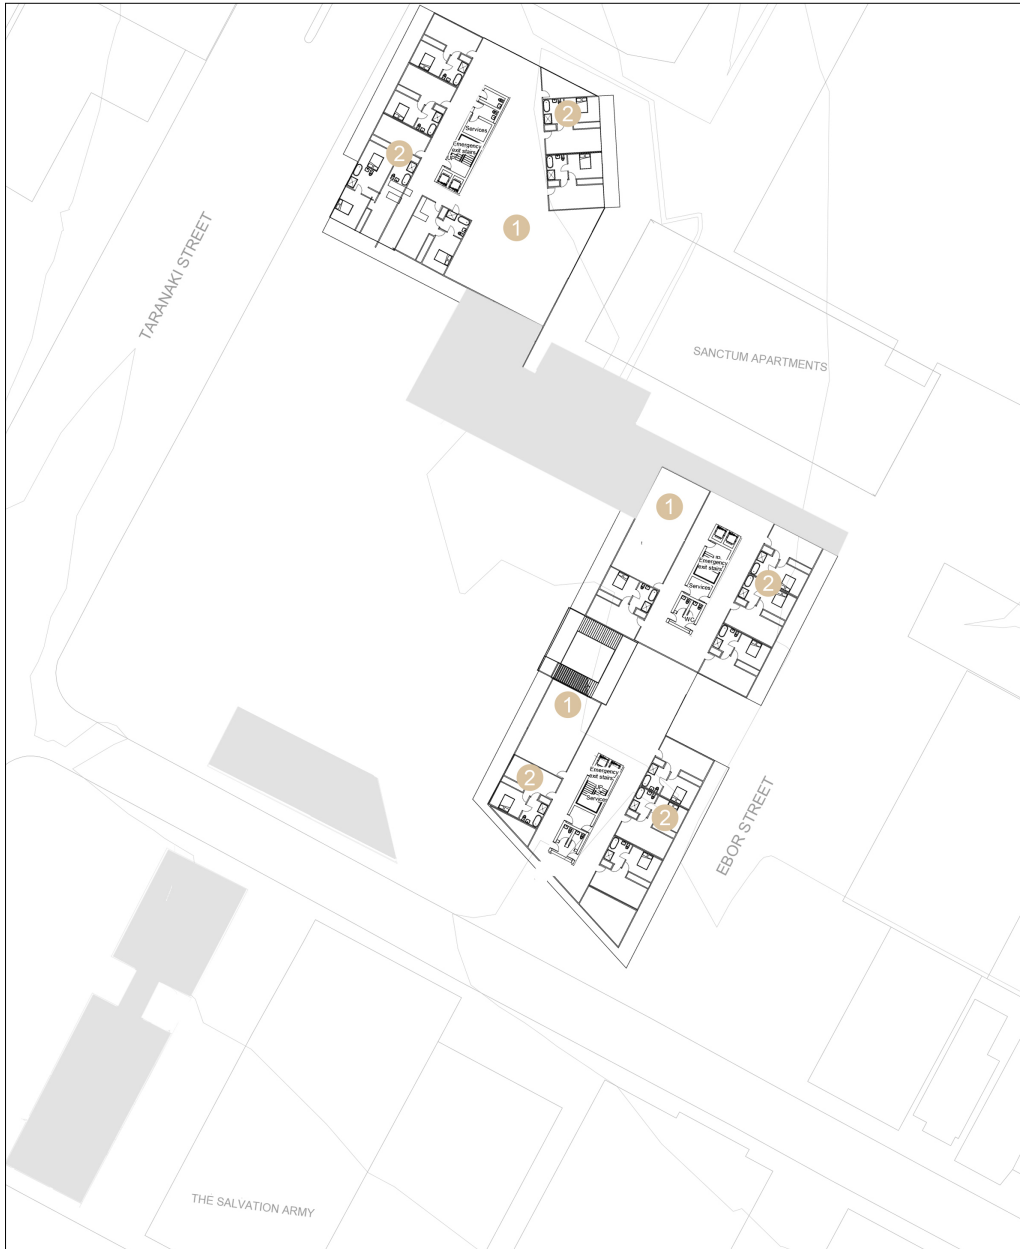 2
Services
Emergency
exit stairs
2
TARANAKI STREET
1
SANCTUM APARTMENTS
1
Emergency
exit stairs
2
Services
WC
1
Emergency
exit stairs
2
Services
2
EBOR STREET
THE SALVATION ARMY